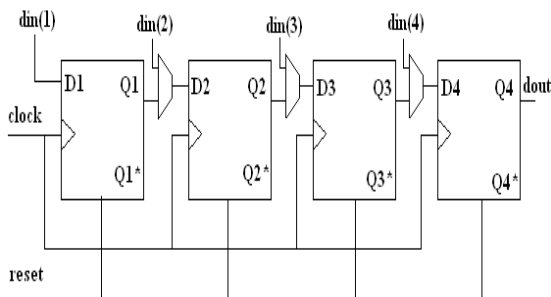 din(1) din(2) din(3) din(4)
D1 Q1 D2 Q2 D3 Q3 D4 Q4 dout
clock
Q1* Q2* Q3* Q4*
reset